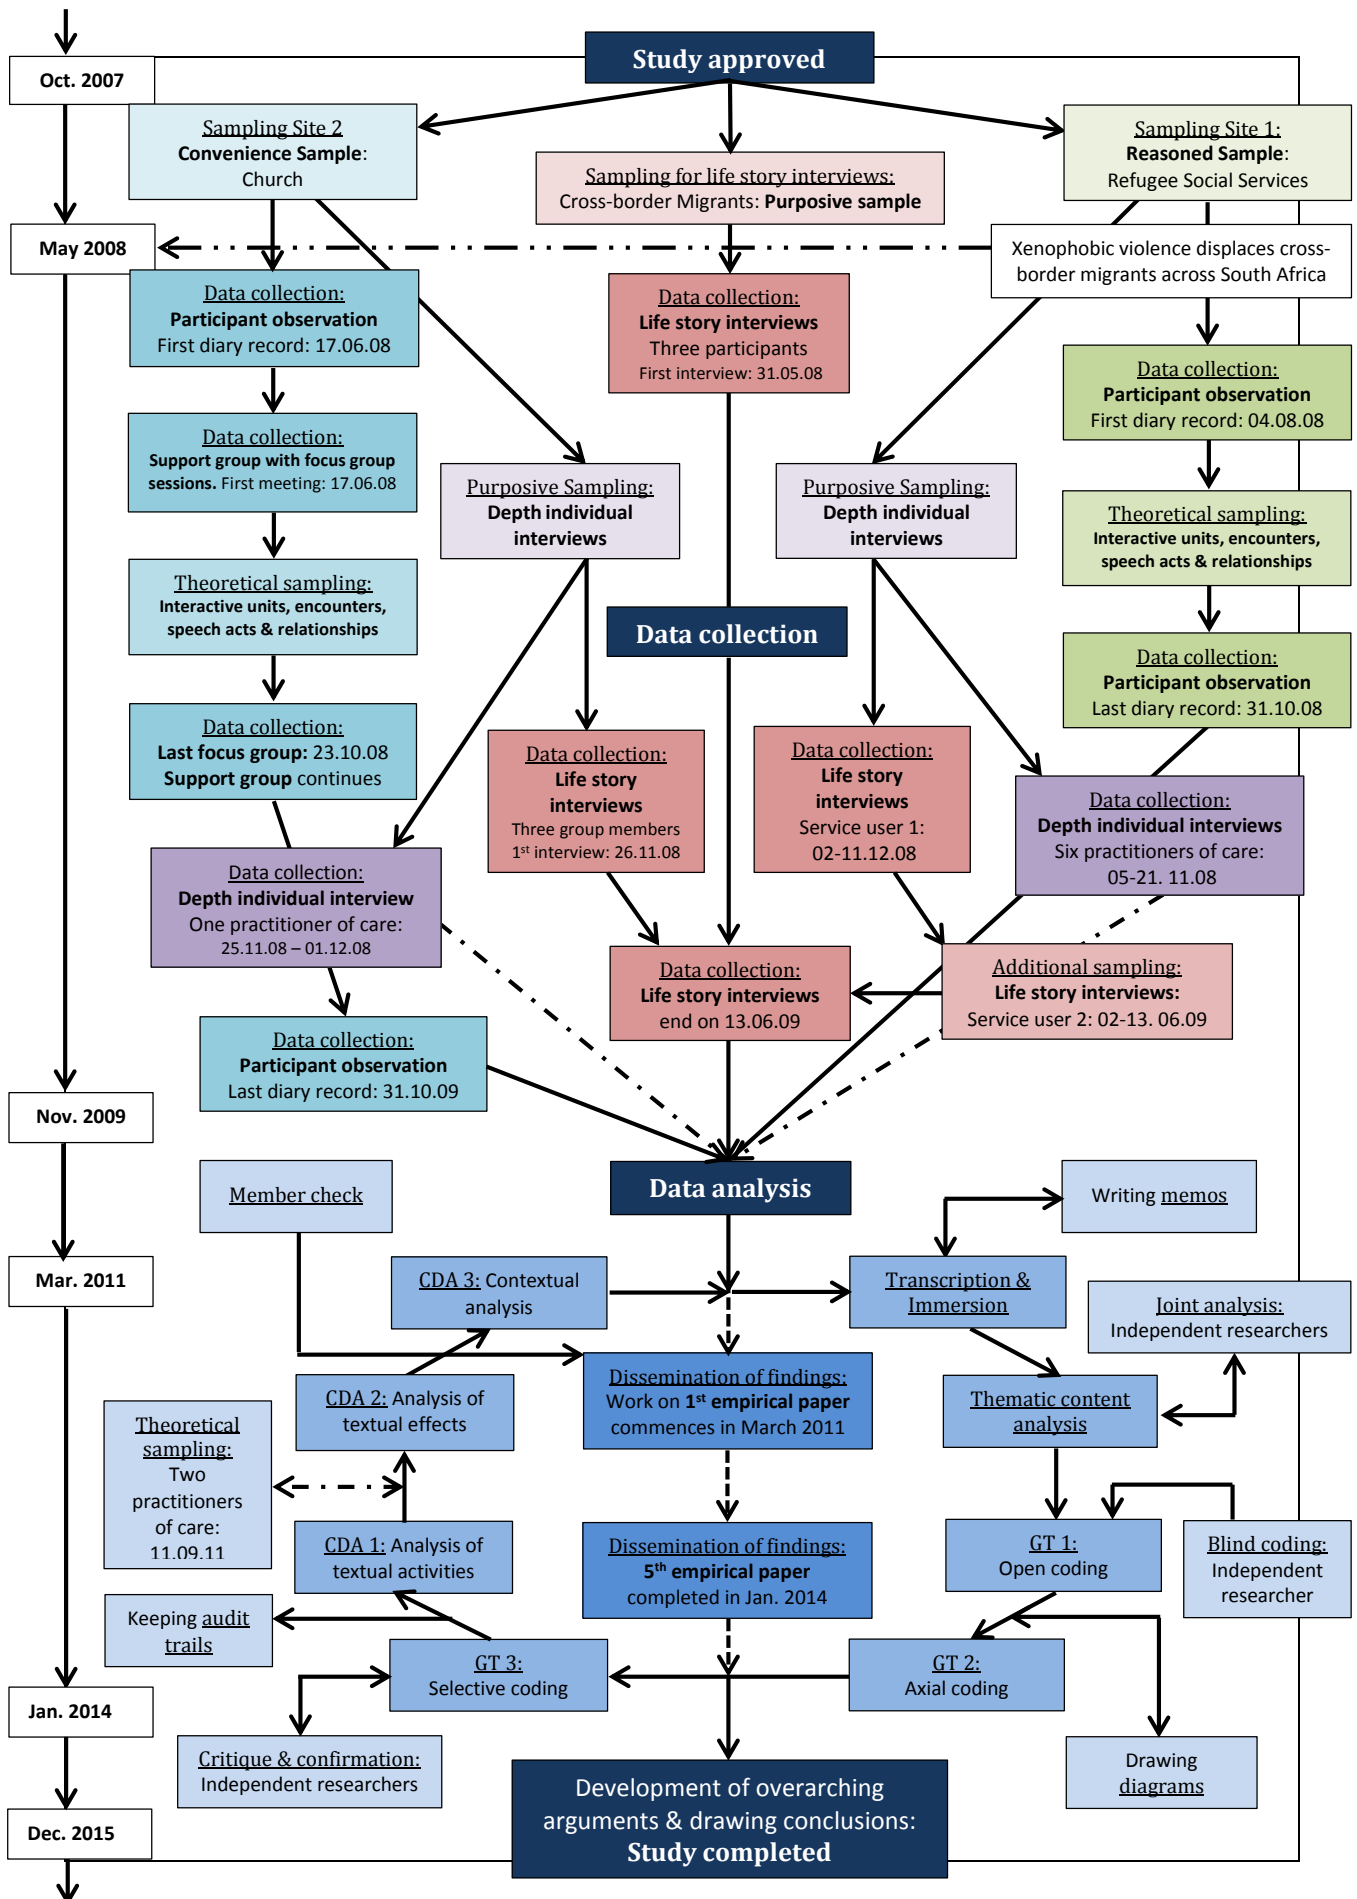 Study approved
Oct. 2007
Sampling Site 2
Convenience Sample:
Church
Sampling for life story interviews:
Cross-border Migrants: Purposive sample
Sampling Site 1:
Reasoned Sample:
Refugee Social Services
May 2008
Xenophobic violence displaces cross-
border migrants across South Africa
Data collection:
Participant observation
First diary record: 17.06.08
Data collection:
Life story interviews
Three participants
First interview: 31.05.08
Data collection:
Participant observation
First diary record: 04.08.08
Data collection:
Support group with focus group
sessions. First meeting: 17.06.08
Purposive Sampling:
Depth individual
interviews
Purposive Sampling:
Depth individual
interviews
Theoretical sampling:
Interactive units, encounters,
speech acts & relationships
Theoretical sampling:
Interactive units, encounters,
speech acts & relationships
Data collection
Data collection:
Participant observation
Last diary record: 31.10.08
Data collection:
Last focus group: 23.10.08
Support group continues
Data collection:
Life story
interviews
Three group members
1st interview: 26.11.08
Data collection:
Life story
interviews
Service user 1:
02-11.12.08
Data collection:
Depth individual interviews
Six practitioners of care:
05-21. 11.08
Data collection:
Depth individual interview
One practitioner of care:
25.11.08 – 01.12.08
Data collection:
Life story interviews
end on 13.06.09
Additional sampling:
Life story interviews:
Service user 2: 02-13. 06.09
Data collection:
Participant observation
Last diary record: 31.10.09
Nov. 2009
Data analysis
Member check
Writing memos
Mar. 2011
CDA 3: Contextual
analysis
Transcription &
Immersion
Joint analysis:
Independent researchers
Dissemination of findings:
Work on 1st empirical paper
commences in March 2011
CDA 2: Analysis of
textual effects
Thematic content
analysis
Theoretical
sampling:
Two
practitioners
of care:
11.09.11
CDA 1: Analysis of
textual activities
Dissemination of findings:
5th empirical paper
completed in Jan. 2014
GT 1:
Open coding
Blind coding:
Independent
researcher
Keeping audit
trails
GT 3:
Selective coding
GT 2:
Axial coding
Jan. 2014
Critique & confirmation:
Independent researchers
Drawing
diagrams
Development of overarching
arguments & drawing conclusions:
Study completed
Dec. 2015